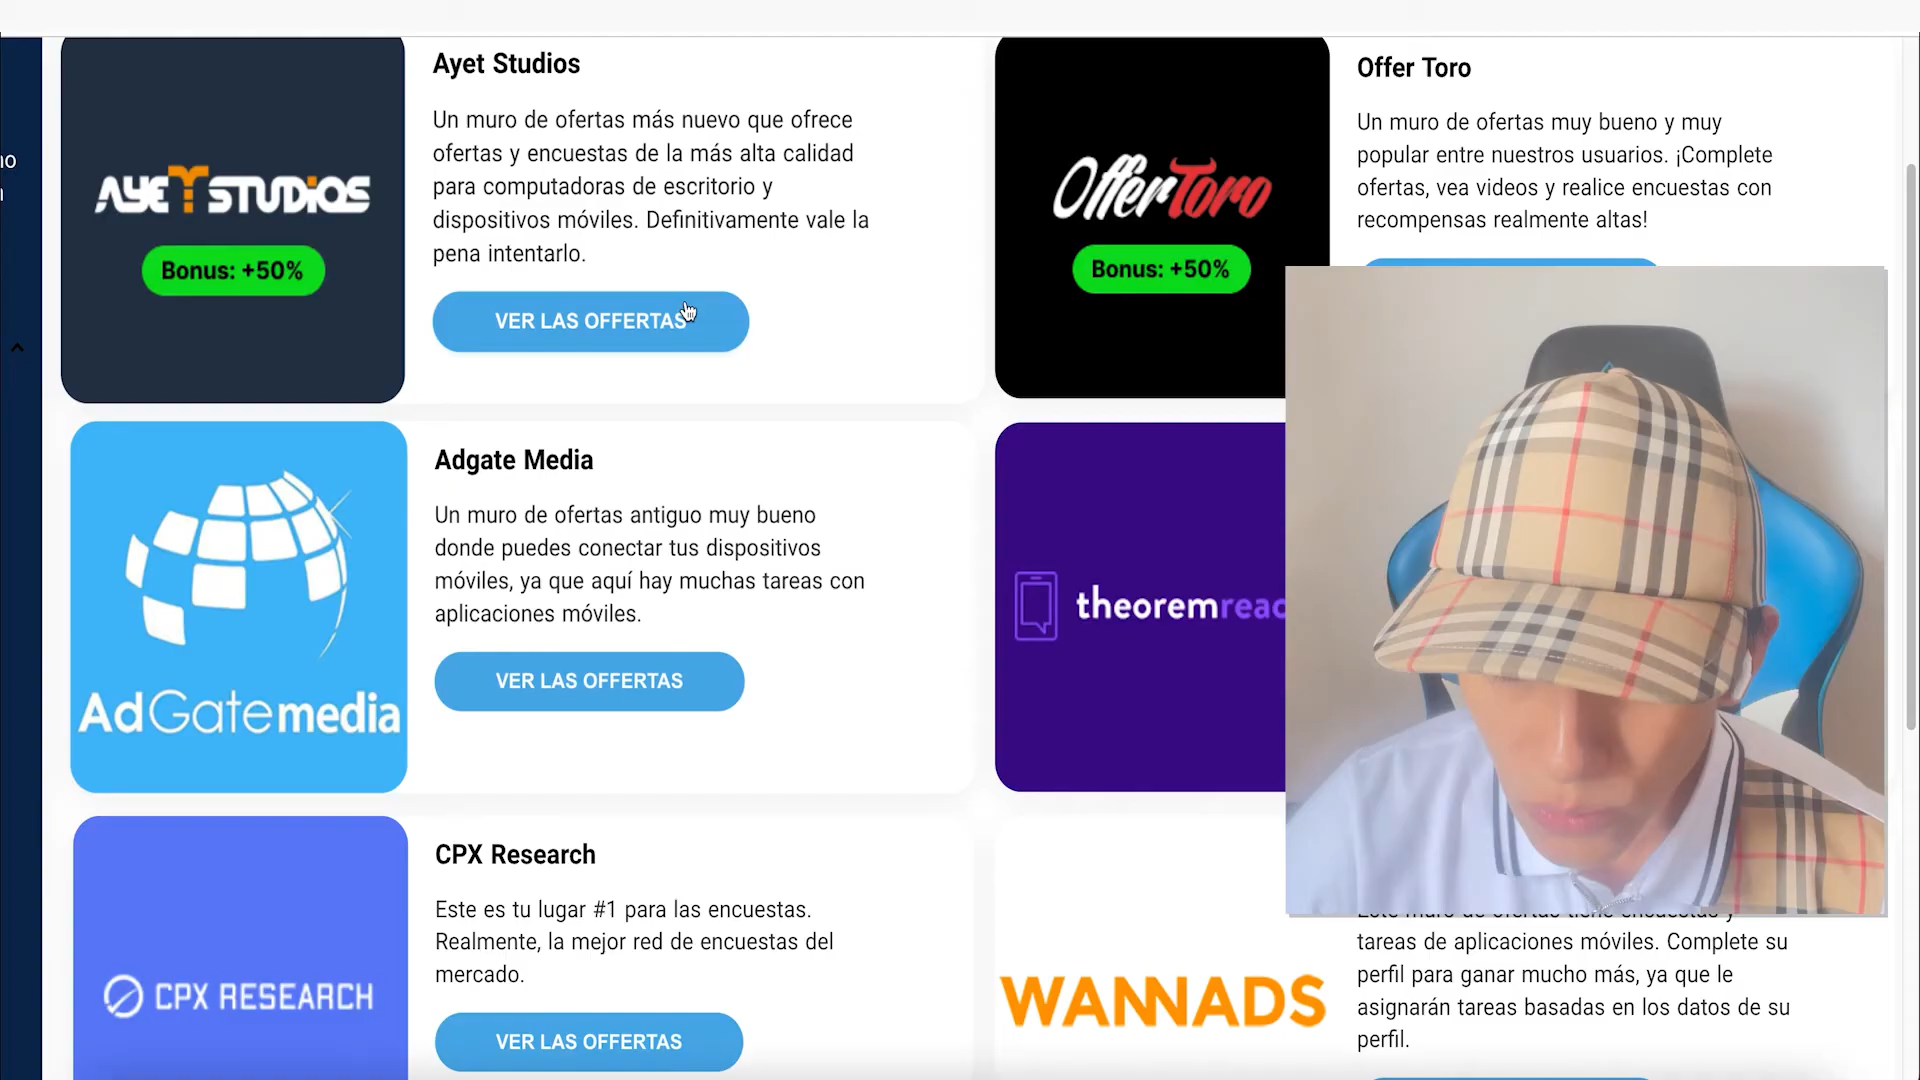 Ayet Studios
Un muro de ofertas más nuevo que ofrece
ofertas y encuestas de la más alta calidad
para computadoras de escritorio y
dispositivos móviles. Definitivamente vale la
pena intentarlo.
VER LAS OFFERTAS
AYET STUDIOS
Bonus: +50%
Offer Toro
Un muro de ofertas muy bueno y muy
popular entre nuestros usuarios. ¡Complete
ofertas, vea videos y realice encuestas con
recompensas realmente altas!
OfferToro
Bonus: +50%
Adgate Media
Un muro de ofertas antiguo muy bueno
donde puedes conectar tus dispositivos
móviles, ya que aquí hay muchas tareas con
aplicaciones móviles.
VER LAS OFFERTAS
AdGatemedia
theoremreac
CPX Research
Este es tu lugar #1 para las encuestas.
Realmente, la mejor red de encuestas del
mercado.
VER LAS OFFERTAS
CPX RESEARCH
WANNADS
Este muro de ofertas tiene encuestas y
tareas de aplicaciones móviles. Complete su
perfil para ganar mucho más, ya que le
asignarán tareas basadas en los datos de su
perfil.